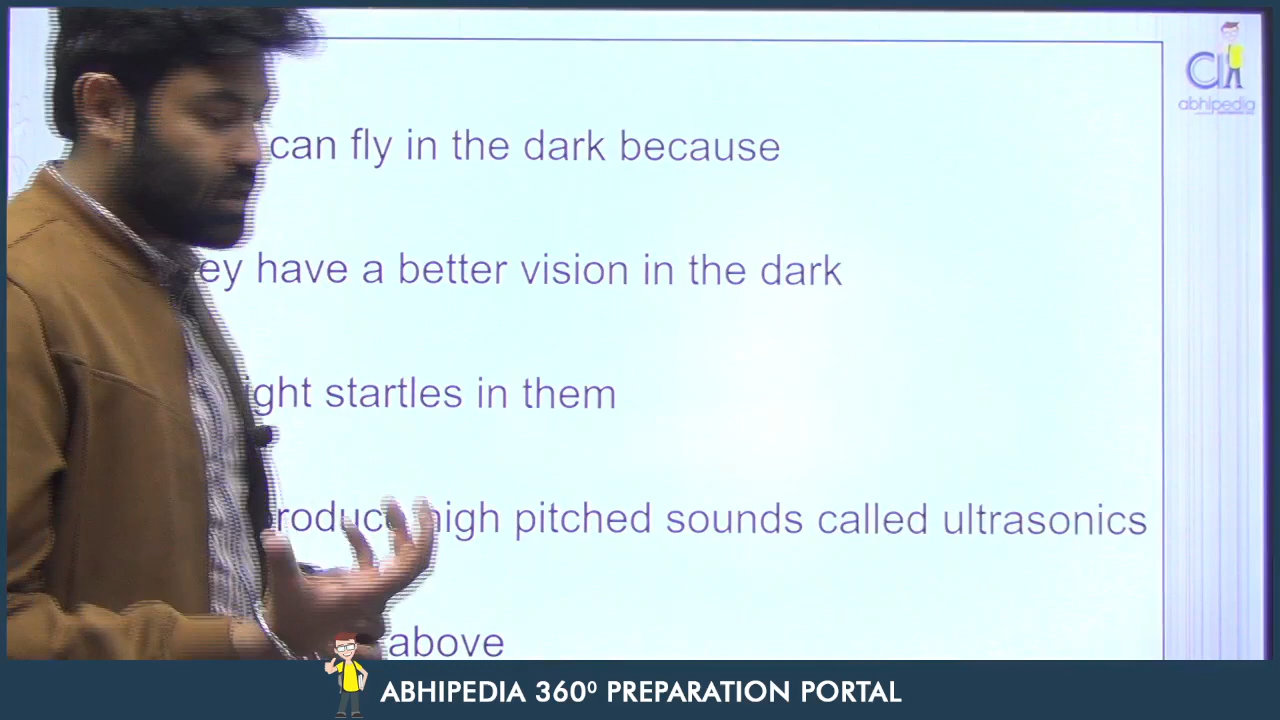 can fly in the dark because
ey have a better vision in the dark
ght startles in them
high pitched sounds called ultrasonics
above
abhipedia
ABHIPEDIA 360⁰ PREPARATION PORTAL